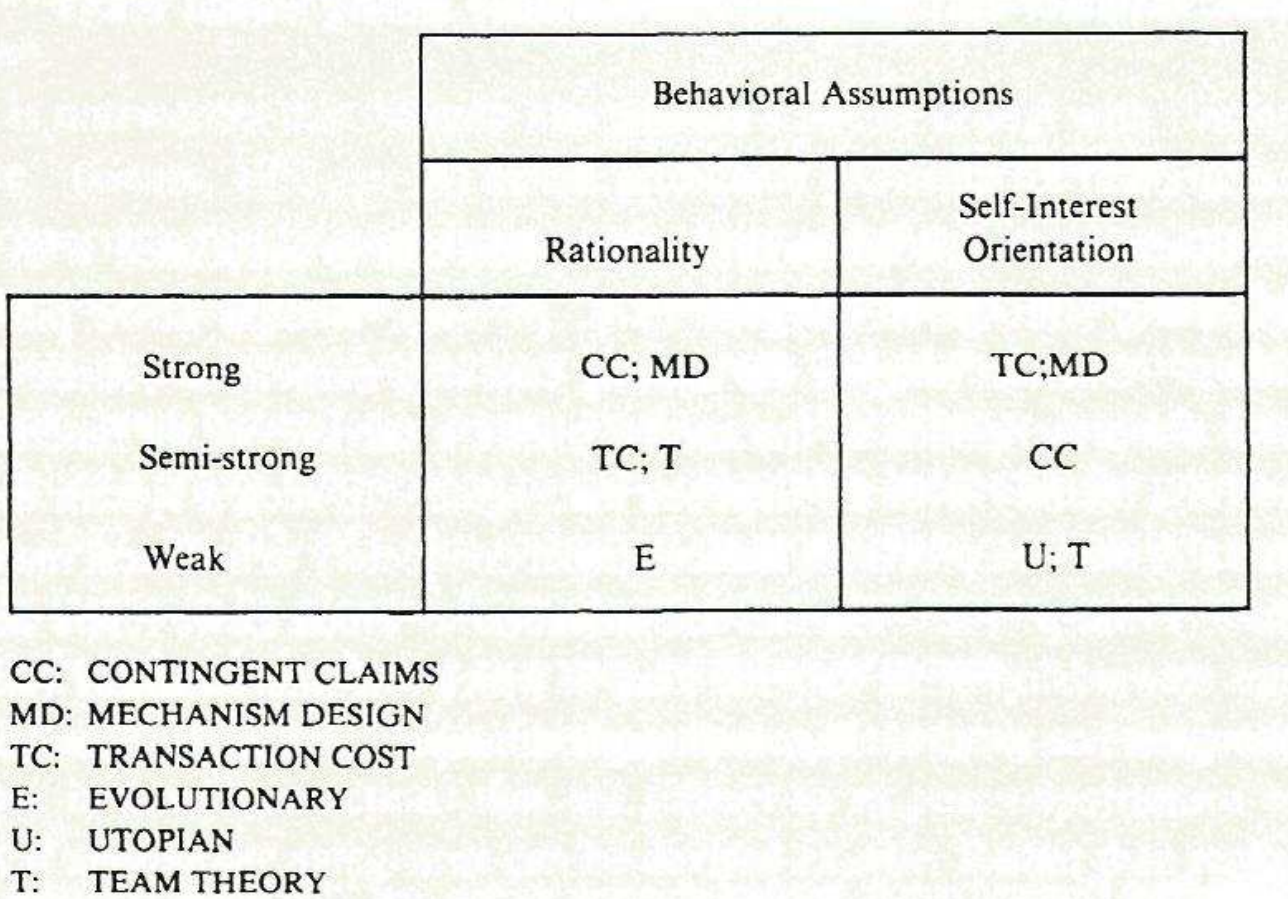 Behavioral Assumptions
Rationality
Self-Interest
Orientation
Strong CC; MD TC;MD
Semi-strong TC; T CC
Weak E U; T
CC: CONTINGENT CLAIMS
MD: MECHANISM DESIGN
TC: TRANSACTION COST
E: EVOLUTIONARY
U: UTOPIAN
T: TEAM THEORY